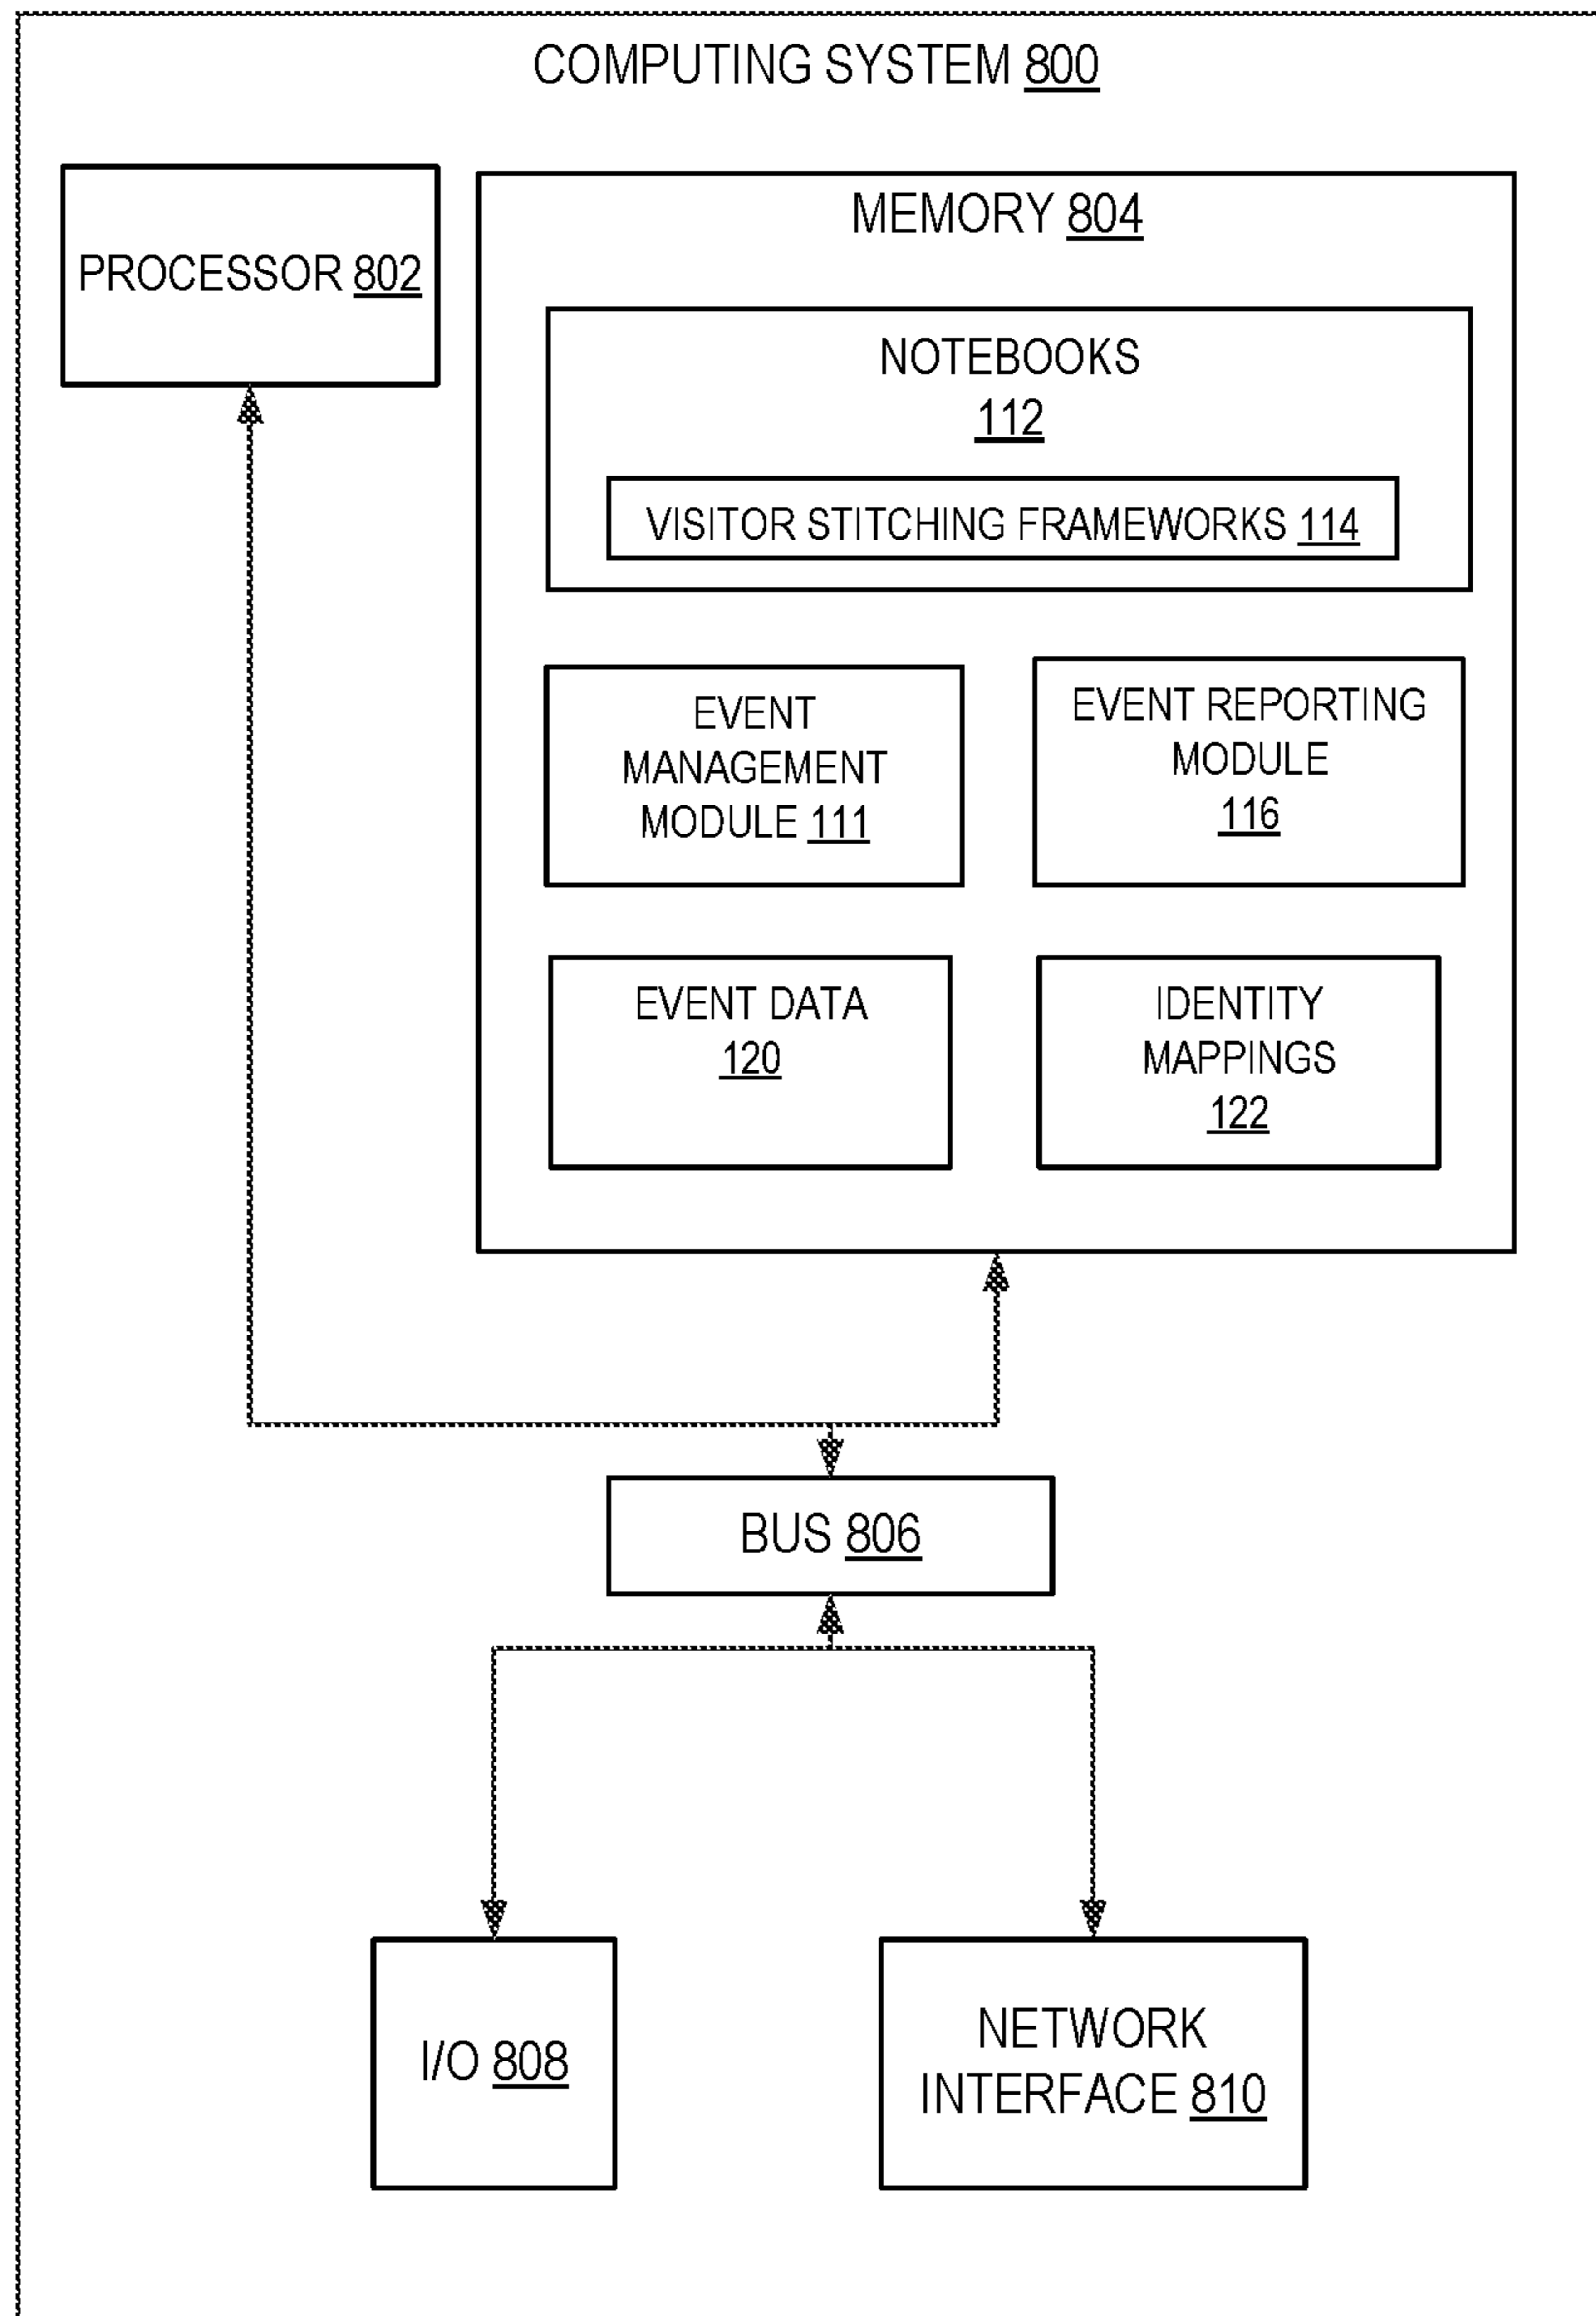 COMPUTING SYSTEM 800
PROCESSOR 802
MEMORY 804
NOTEBOOKS
112
VISITOR STITCHING FRAMEWORKS 114
EVENT
MANAGEMENT
MODULE 111
EVENT REPORTING
MODULE
116
EVENT DATA
120
IDENTITY
MAPPINGS
122
BUS 806
I/O 808
NETWORK
INTERFACE 810